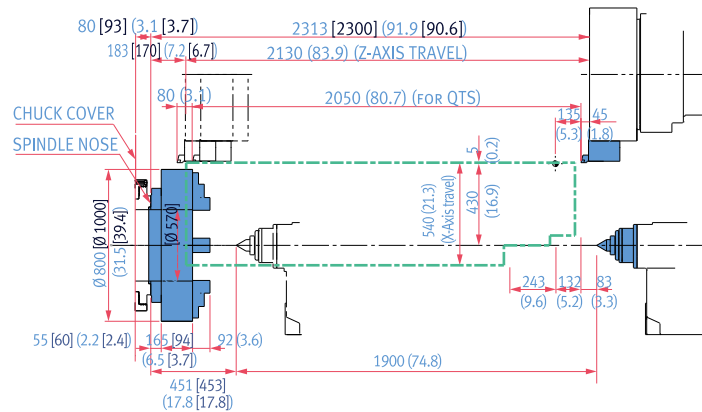 80 [93] (3.1 [3.7])
2313 [2300] (91.9 [90.6])
183 [170] (7.2 [6.7])
2130 (83.9) (Z-AXIS TRAVEL)
80 (3.1)
2050 (80.7) (FOR QTS)
CHUCK COVER
SPINDLE NOSE
135
(5.3)
45
(1.8)
5
(0.2)
540 (21.3)
(X-Axis travel)
430
(16.9)
Ø 800 [Ø 1000]
(31.5 [39.4])
[Ø 570]
243
(9.6)
132
(5.2)
83
(3.3)
55 [60] (2.2 [2.4])
165 [94]
(6.5 [3.7])
92 (3.6)
1900 (74.8)
451 [453]
(17.8 [17.8])